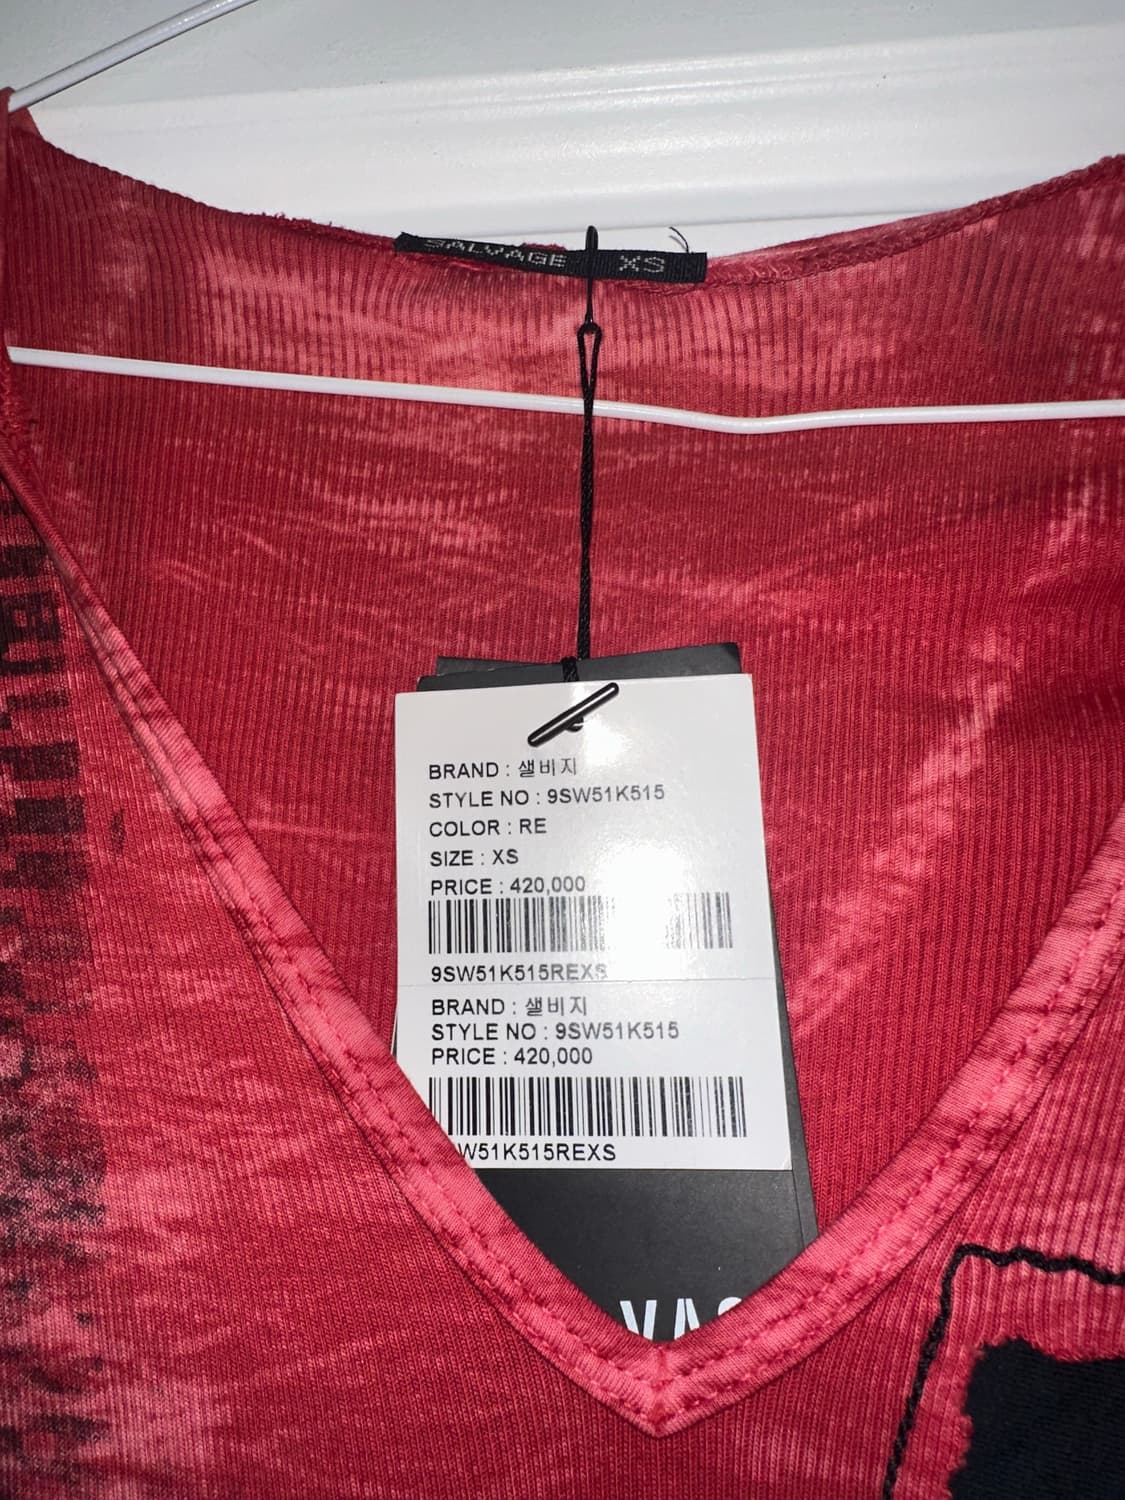 SALVAGE XS
BRAND : 샐비지
STYLE NO : 9SW51K515
COLOR : RE
SIZE : XS
PRICE : 420,000
9SW51K515REXS
BRAND : 샐비지
STYLE NO : 9SW51K515
PRICE : 420,000
W51K515REXS